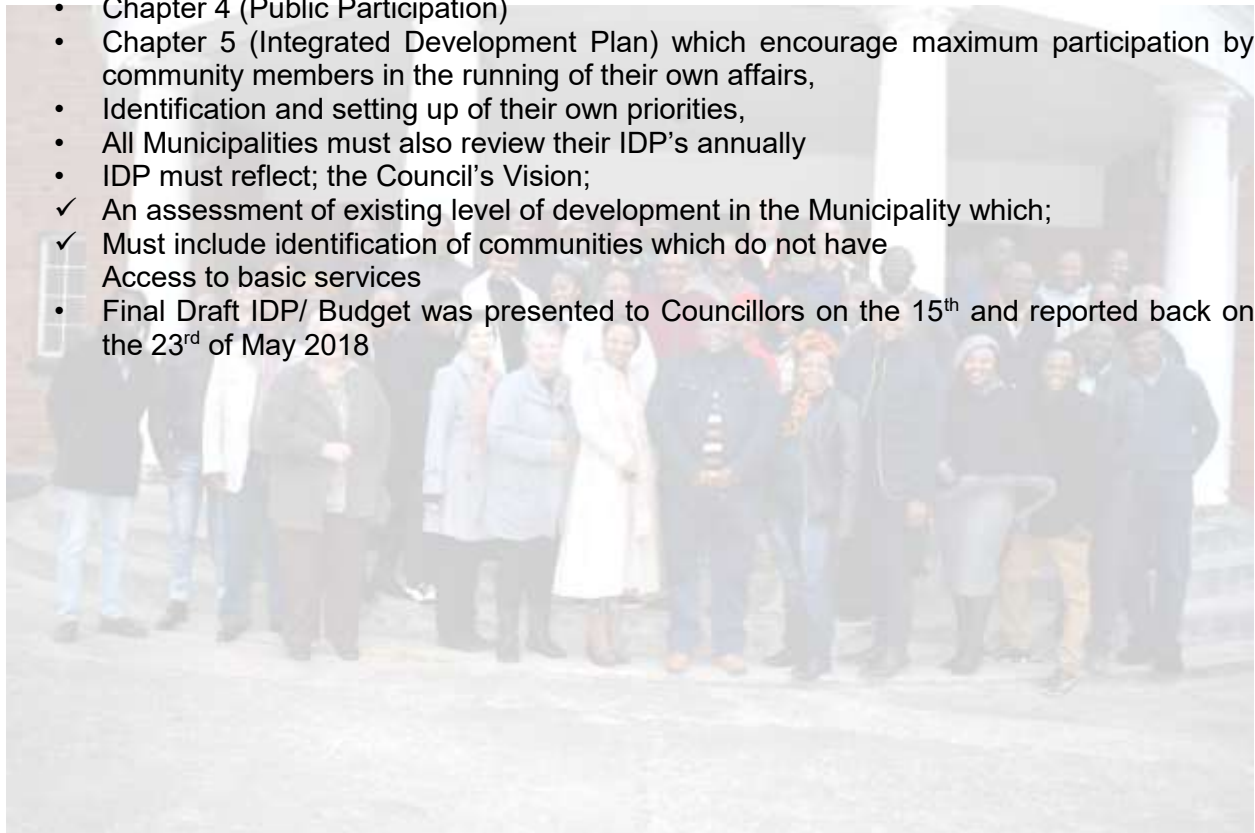 • Chapter 4 (Public Participation)
• Chapter 5 (Integrated Development Plan) which encourage maximum participation by
community members in the running of their own affairs,
• Identification and setting up of their own priorities,
• All Municipalities must also review their IDP's annually
• IDP must reflect; the Council's Vision;
✓ An assessment of existing level of development in the Municipality which;
✓ Must include identification of communities which do not have
Access to basic services
• Final Draft IDP/ Budget was presented to Councillors on the 15th and reported back on
the 23rd of May 2018